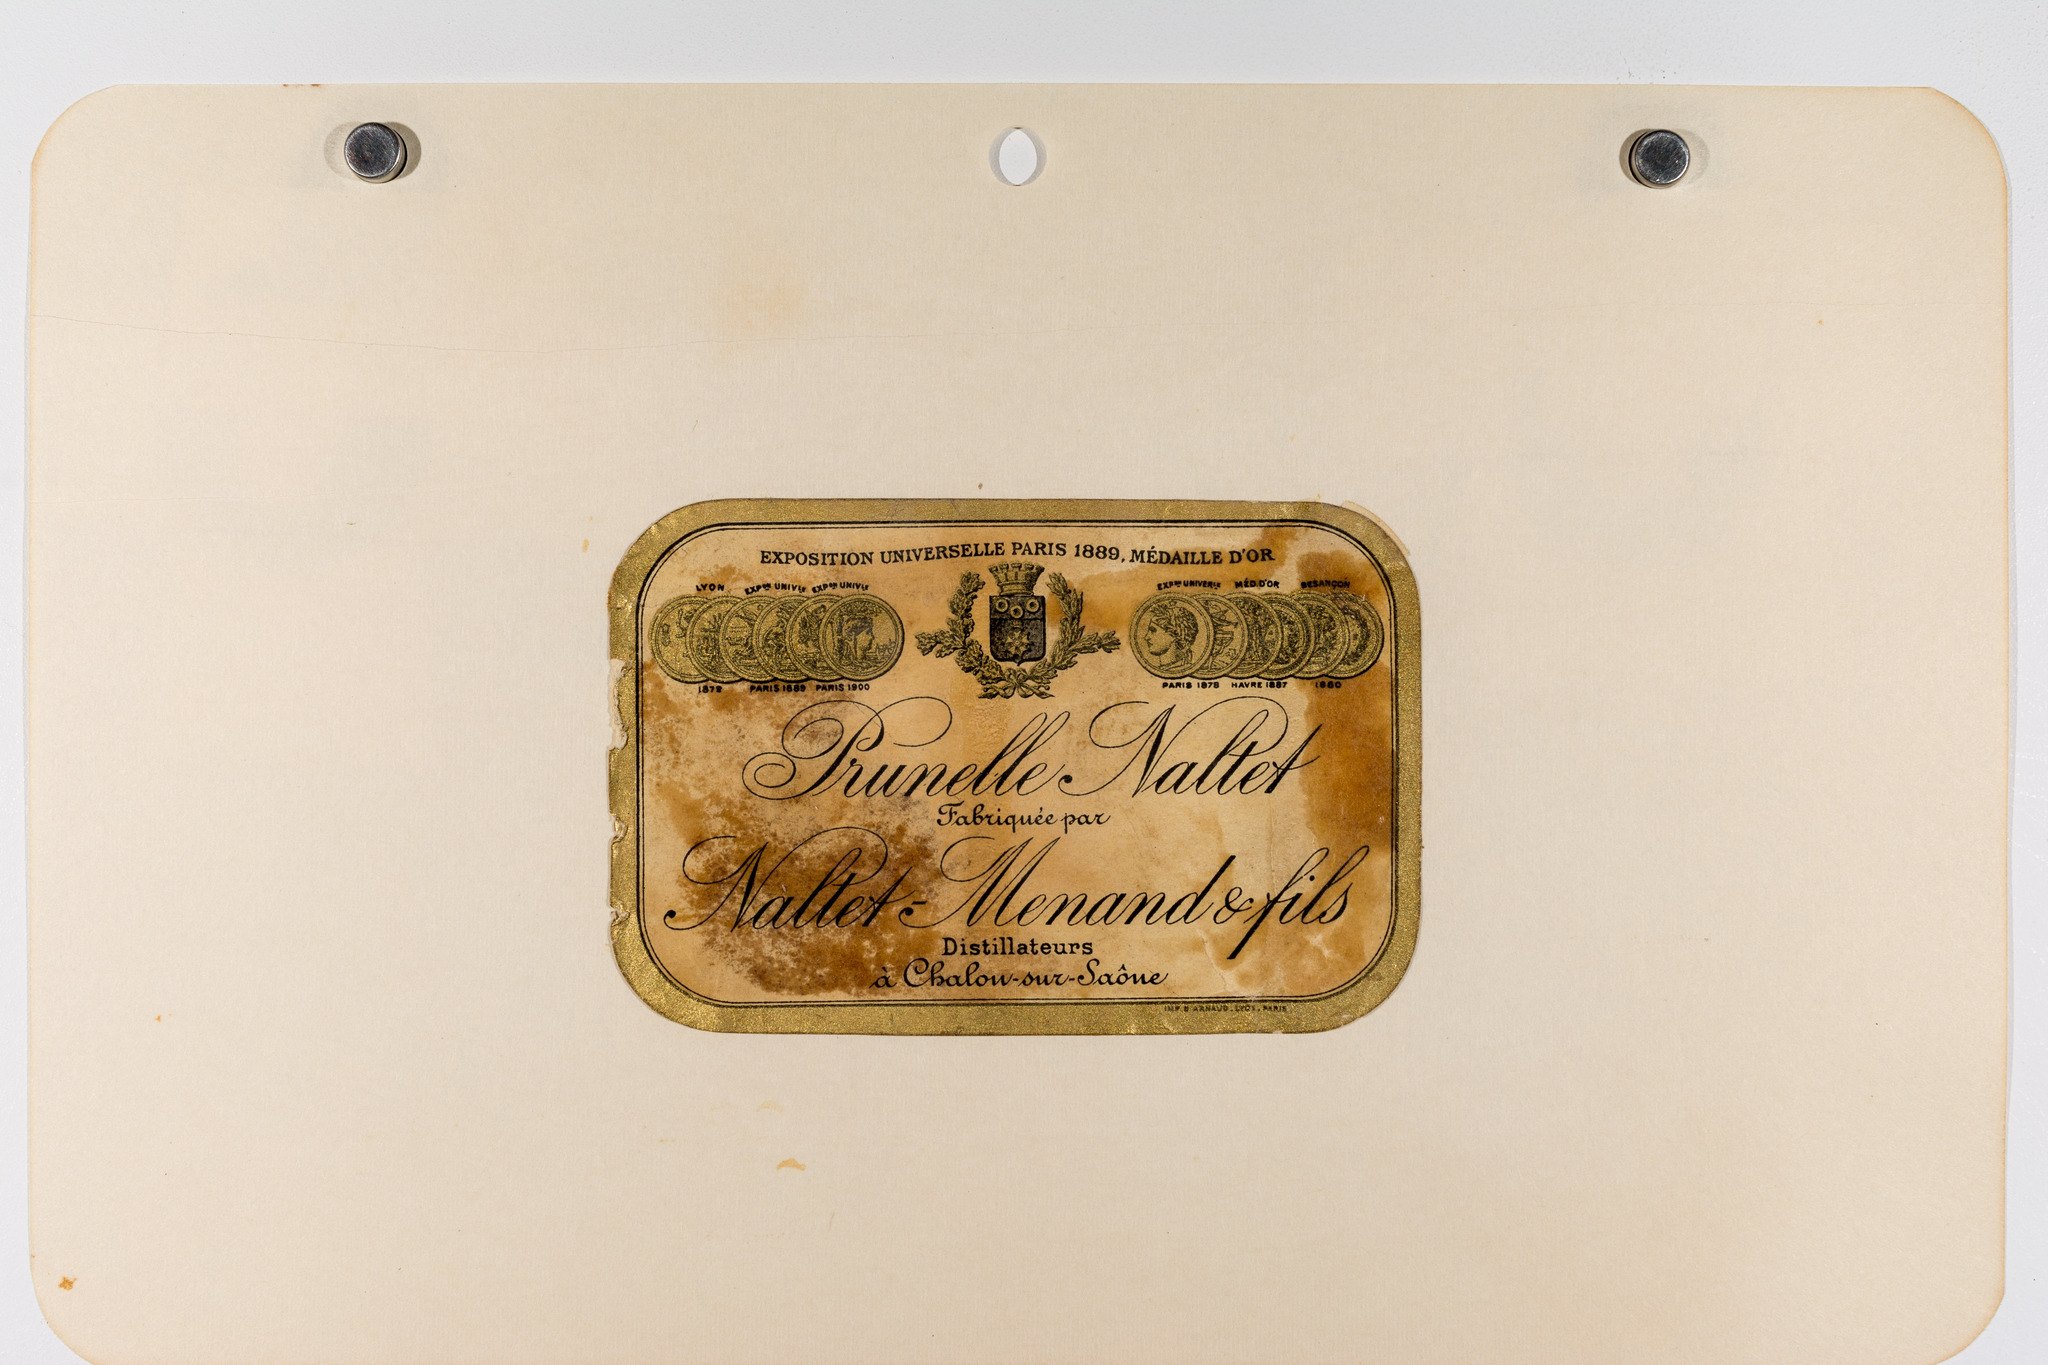 EXPOSITION UNIVERSELLE PARIS 1889, MÉDAILLE D'OR
LYON EXPON UNIVLE EXPON UNIVLE
EXPON UNIVERLE MÉD. D'OR BESANÇON
1872 PARIS 1889 PARIS 1900
PARIS 1878 HAVRE 1887 1880
Prunelle Naltet
Fabriquée par
Naltet-Menand & fils
Distillateurs
à Chalon-sur-Saône
IMP. B. ARNAUD, LYON, PARIS